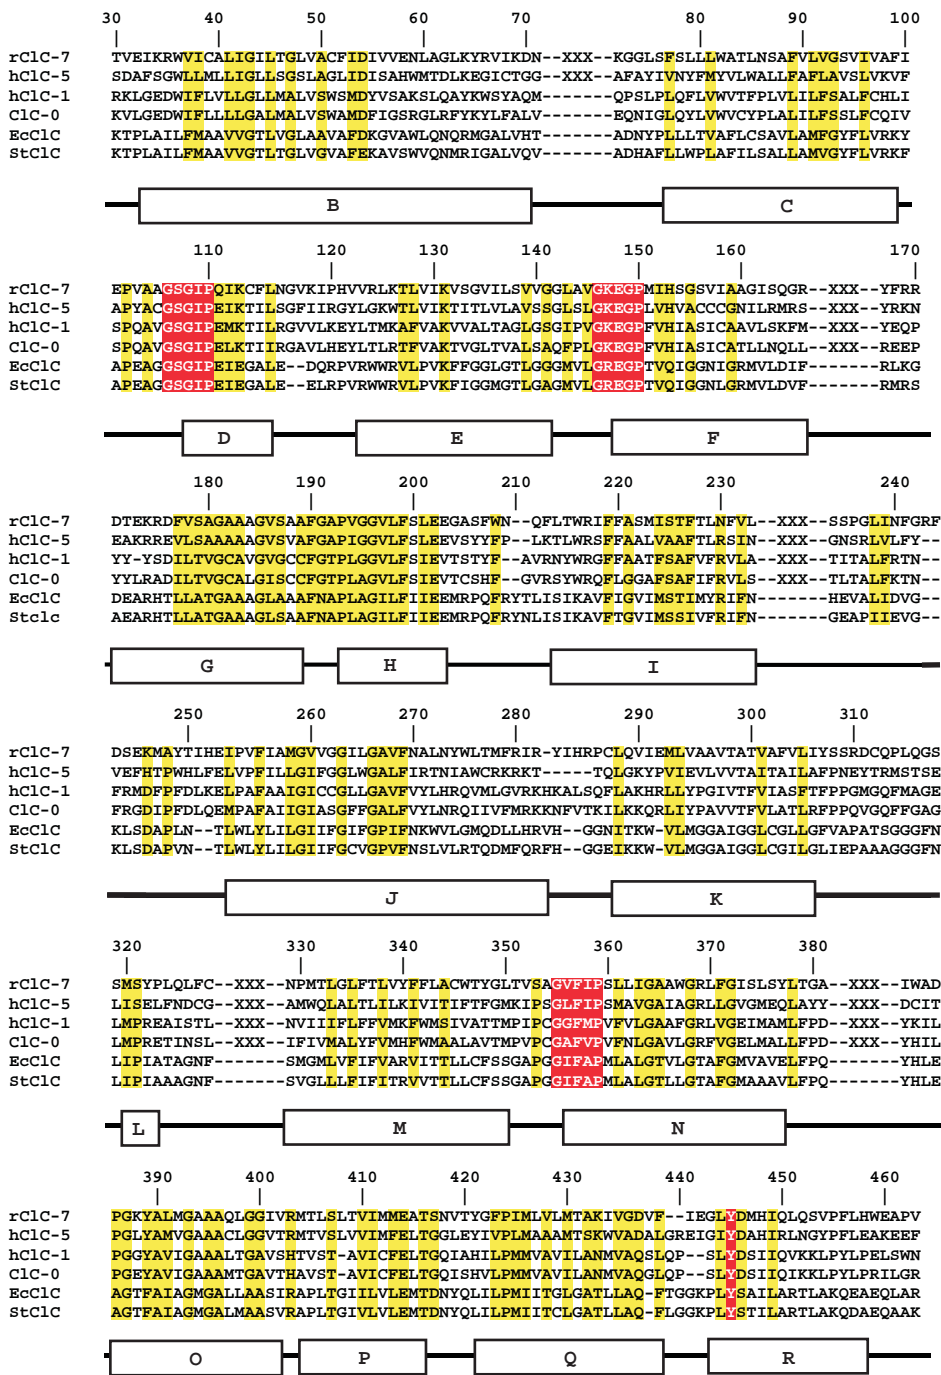 30 40 50 60 70 80 90 100
rClC-7 TVEIKRWVICALIGILTGLVACFIDIVVENLAGLKYRVIKDN--XXX-KGGLSFSLLLWATLNSAFVLVGSVIVAFI
hClC-5 SDAFSGWLLMLLIGLLSGSLAGLIDISAHWMTDLKEGICTGG--XXX-AFAYIVNYFMYVLWALLFAFLAVSLVKVF
hClC-1 RKLGEDWIFLVLLGLLMALVSWSMDYVSAKSLQAYKWSYAQM-------QPSLPLQFLVWVTFPLVLILFSALFCHLI
ClC-0 KVLGEDWIFLLLLGALMALVSWAMDFIGSRGLRFYKYLFALV-------EQNIGLQYLVWVCYPLALILFSSLFCQIV
EcClC KTPLAILFMAAVVGTLVGLAAVAFDKGVAWLQNQRMGALVHT-------ADNYPLLLTVAFLCSAVLAMFGYFLVRKY
StClC KTPLAILFMAAVVGTLTGLVGVAFEKAVSWVQNMRIGALVQV-------ADHAFLLWPLAFILSALLAMVGYFLVRKF
B C
110 120 130 140 150 160 170
rClC-7 EPVAAGSGIPQIKCFLNGVKIPHVVRLKTLVIKVSGVILSVVGGLAVGKEGPMIHSGSVIAAGISQGR--XXX--YFRR
hClC-5 APYACGSGIPEIKTILSGFIIRGYLGKWTLVIKTITLVLAVSSGLSLGKEGPLVHVACCCGNILRMRS--XXX--YRKN
hClC-1 SPQAVGSGIPEMKTILRGVVLKEYLTMKAFVAKVVALTAGLGSGIPVGKEGPFVHIASICAAVLSKFM--XXX--YEQP
ClC-0 SPQAVGSGIPELKTIIRGAVLHEYLTLRTFVAKTVGLTVALSAQFPLGKEGPFVHIASICATLLNQLL--XXX--REEP
EcClC APEAGGSGIPEIEGALE--DQRPVRWWRVLPVKFFGGLGTLGGGMVLGREGPTVQIGGNIGRMVLDIF-------RLKG
StClC APEAGGSGIPEIEGALE--ELRPVRWWRVLPVKFIGGMGTLGAGMVLGREGPTVQIGGNLGRMVLDVF-------RMRS
D E F
180 190 200 210 220 230 240
rClC-7 DTEKRDFVSAGAAAGVSAAFGAPVGGVLFSLEEGASFWN--QFLTWRIFFASMISTFTLNFVL--XXX--SSPGLINFGRF
hClC-5 EAKRREVLSAAAAAGVSVAFGAPIGGVLFSLEEVSYYFP--LKTLWRSFFAALVAAFTLRSIN--XXX--GNSRLVLFY-
hClC-1 YY-YSDILTVGCAVGVGCCFGTPLGGVLFSIEVTSTYF--AVRNYWRGFFAATFSAFVFRVLA--XXX--TITALFRTN-
ClC-0 YYLRADILTVGCALGISCCFGTPLAGVLFSIEVTCSHF--GVRSYWRQFLGGAFSAFIFRVLS--XXX--TLTALFKTN-
EcClC DEARHTLLATGAAAGLAAAFNAPLAGILFIIEEMRPQFRYTLISIKAVFIGVIMSTIMYRIFN-------HEVALIDVG--
Stclc AEARHTLLATGAAAGLSAAFNAPLAGILFIIEEMRPQFRYNLISIKAVFTGVIMSSIVFRIFN-------GEAPIIEVG--
G H I
250 260 270 280 290 300 310
rClC-7 DSEKMAYTIHEIPVFIAMGVVGGILGAVFNALNYWLTMFRIR-YIHRPCLQVIEMLVAAVTATVAFVLIYSSRDCQPLQGS
hClC-5 VEFHTPWHLFELVPFILLGIFGGLWGALFIRTNIAWCRKRKT-----TQLGKYPVIEVLVVTAITAILAFPNEYTRMSTSE
hClC-1 FRMDFPFDLKELPAFAAIGICCGLLGAVFVYLHRQVMLGVRKHKALSQFLAKHRLLYPGIVTFVIASFTFPPGMGQFMAGE
ClC-0 FRGDIPFDLQEMPAFAIIGIASGFFGALFVYLNRQIIVFMRKKNFVTKILKKQRLIYPAVVTFVLATLRFPPQVGQFFGAG
EcClC KLSDAPLN--TLWLYLILGIIFGIFGPIFNKWVLGMQDLLHRVH---GGNITKW-VLMGGAIGGLCGLLGFVAPATSGGGFN
StClC KLSDAPVN--TLWLYLILGIIFGCVGPVFNSLVLRTQDMFQRFH---GGEIKKW-VLMGGAIGGLCGILGLIEPAAAGGGFN
J K
320 330 340 350 360 370 380
rClC-7 SMSYPLQLFC--XXX--NPMTLGLFTLVYFFLACWTYGLTVSAGVFIPSLLIGAAWGRLFGISLSYLTGA--XXX--IWAD
hClC-5 LISELFNDCG--XXX--AMWQLALTLILKIVITIFTFGMKIPSGLFIPSMAVGAIAGRLLGVGMEQLAYY--XXX--DCIT
hClC-1 LMPREAISTL--XXX--NVIIIFLFFVMKFWMSIVATTMPIPCGGFMPVFVLGAAFGRLVGEIMAMLFPD--XXX--YKIL
ClC-0 LMPRETINSL--XXX--IFIVMALYFVMHFWMAALAVTMPVPCGAFVPVFNLGAVLGRFVGELMALLFPD--XXX--YHIL
EcClC LIPIATAGNF-------SMGMLVFIFVARVITTLLCFSSGAPGGIFAPMLALGTVLGTAFGMVAVELFPQ-------YHLE
StClC LIPIAAAGNF-------SVGLLLFIFITRVVTTLLCFSSGAPGGIFAPMLALGTLLGTAFGMAAAVLFPQ-------YHLE
L M N
390 400 410 420 430 440 450 460
rClC-7 PGKYALMGAAAQLGGIVRMTLSLTVIMMEATSNVTYGFPIMLVLMTAKIVGDVF--IEGLYDMHIQLQSVPFLHWEAPV
hClC-5 PGLYAMVGAAACLGGVTRMTVSLVVIMFELTGGLEYIVPLMAAAMTSKWVADALGREGIYDAHIRLNGYPFLEAKEEF
hClC-1 PGGYAVIGAAALTGAVSHTVST-AVICFELTGQIAHILPMMVAVILANMVAQSLQP--SLYDSIIQVKKLPYLPELSWN
ClC-0 PGEYAVIGAAAMTGAVTHAVST-AVICFELTGQISHVLPMMVAVILANMVAQGLQP--SLYDSIIQIKKLPYLPRILGR
EcClC AGTFAIAGMGALLAASIRAPLTGIILVLEMTDNYQLILPMIITGLGATLLAQ-FTGGKPLYSAILARTLAKQEAEQLAR
StClC AGTFAIAGMGALMAASVRAPLTGIVLVLEMTDNYQLILPMIITCLGATLLAQ-FLGGKPLYSTILARTLAKQDAEQAAK
O P Q R